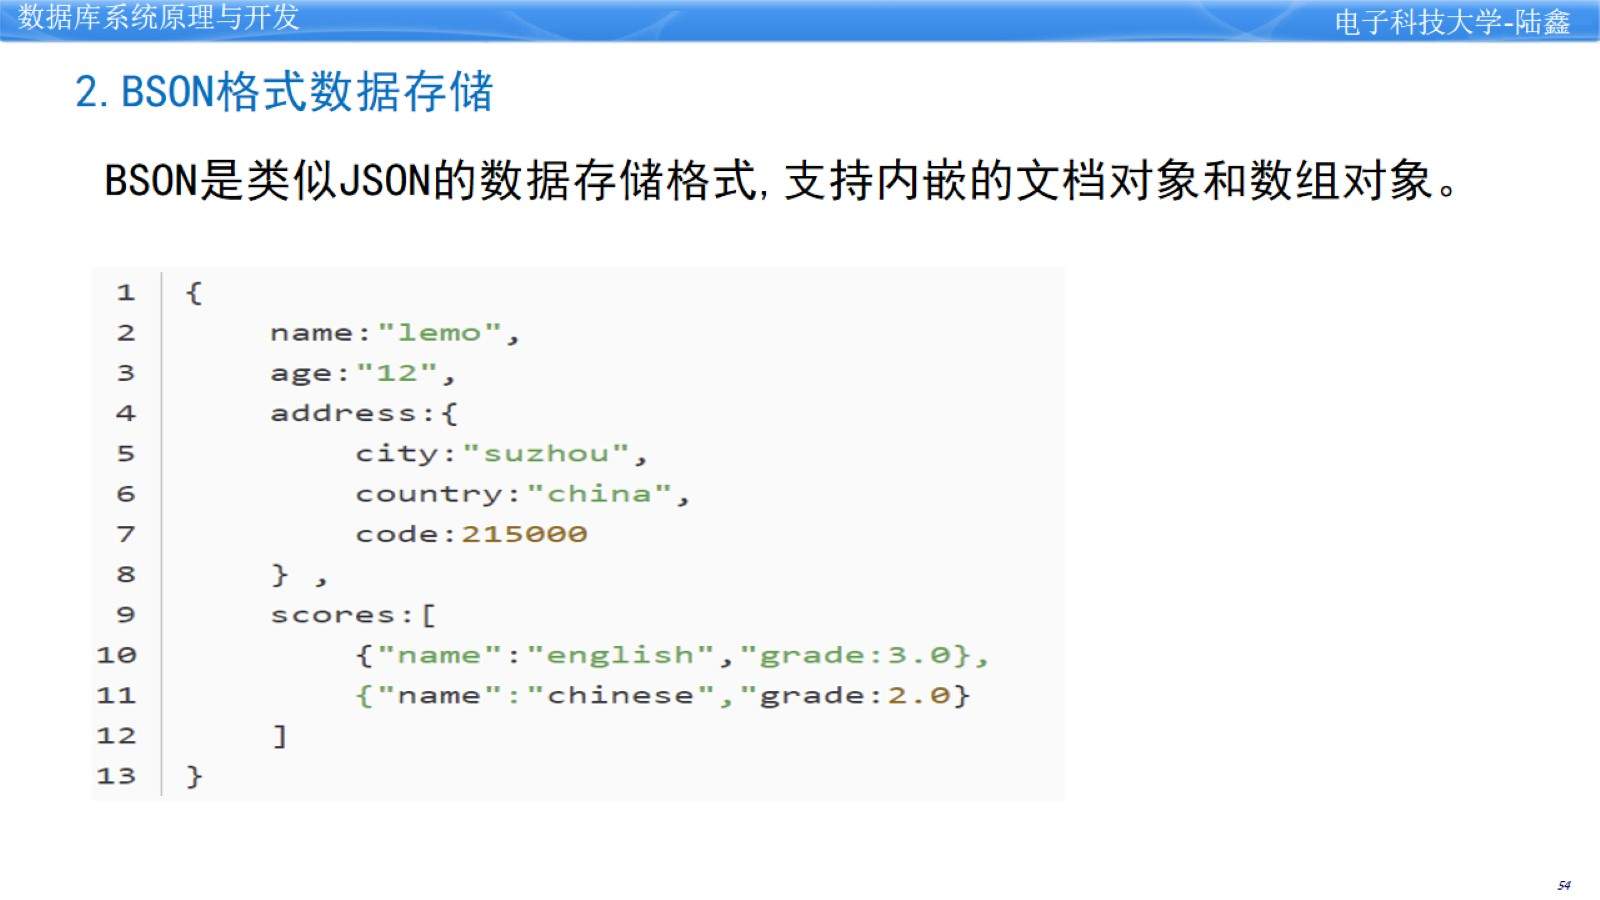 数据库系统原理与开发
电子科技大学-陆鑫
2.BSON格式数据存储
BSON是类似JSON的数据存储格式,支持内嵌的文档对象和数组对象。
1 {
2 name:"lemo",
3 age:"12",
4 address:{
5 city:"suzhou",
6 country:"china",
7 code:215000
8 } ,
9 scores:[
10 {"name":"english","grade:3.0},
11 {"name":"chinese","grade:2.0}
12 ]
13 }
54